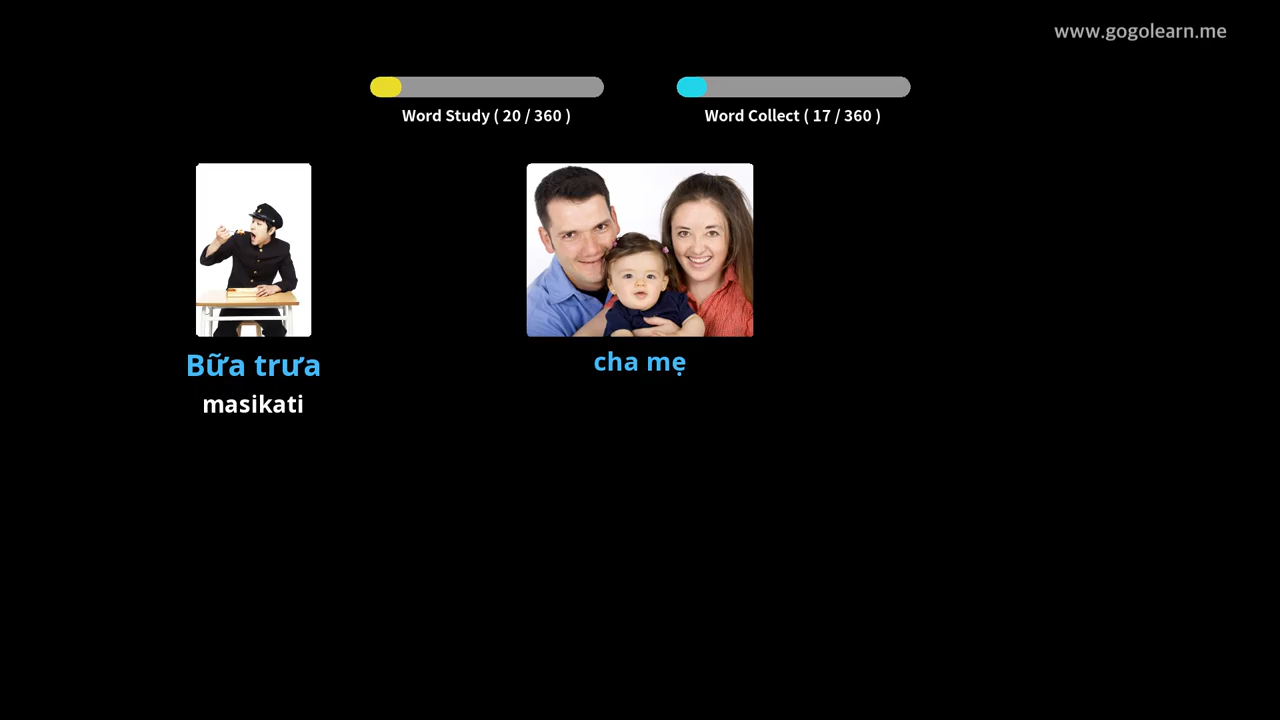 www.gogolearn.me
Word Study ( 20 / 360 )
Word Collect ( 17 / 360 )
Bữa trưa
masikati
cha mẹ